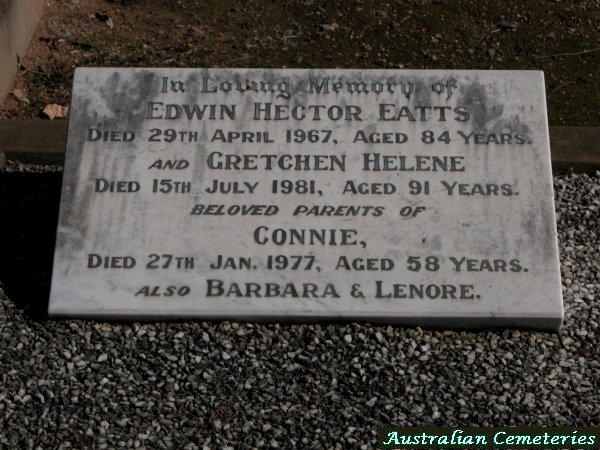 In Loving Memory of
EDWIN HECTOR EATTS
DIED 29TH APRIL 1967, AGED 84 YEARS.
AND GRETCHEN HELENE
DIED 15TH JULY 1981, AGED 91 YEARS.
BELOVED PARENTS OF
CONNIE,
DIED 27TH JAN. 1977, AGED 58 YEARS.
ALSO BARBARA & LENORE.
Australian Cemeteries